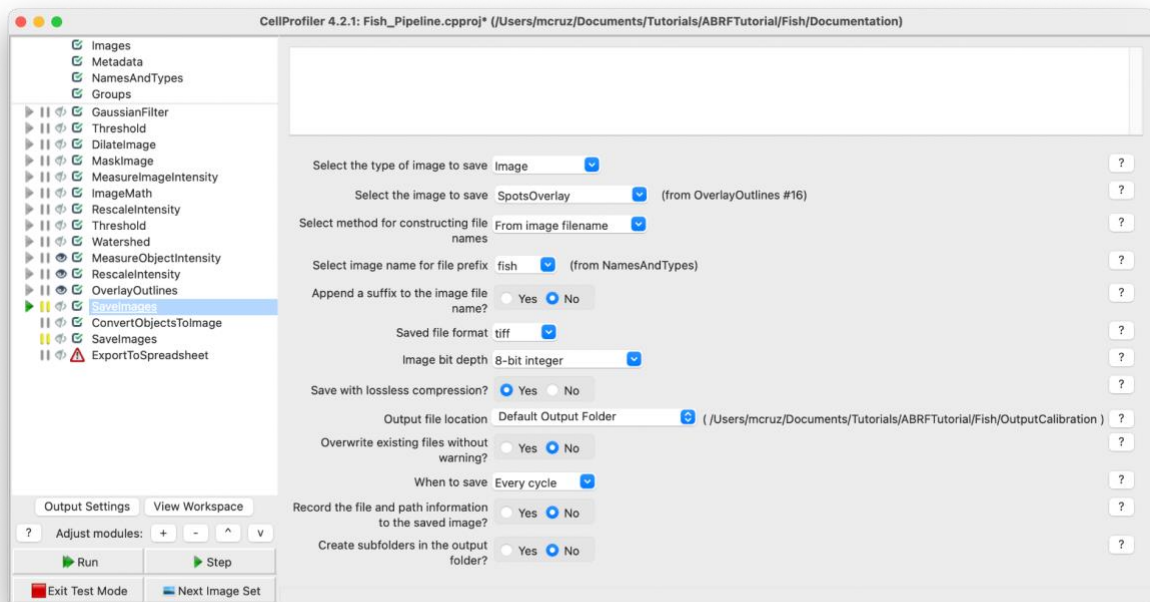 CellProfiler 4.2.1: Fish_Pipeline.cpproj* (/Users/mcruz/Documents/Tutorials/ABRFTutorial/Fish/Documentation)
Images
Metadata
NamesAndTypes
Groups
GaussianFilter
Threshold
DilateImage
MaskImage
MeasureImageIntensity
ImageMath
RescaleIntensity
Threshold
Watershed
MeasureObjectIntensity
RescaleIntensity
OverlayOutlines
SaveImages
ConvertObjectsToImage
SaveImages
ExportToSpreadsheet
Output Settings View Workspace
? Adjust modules: + - ^ v
Run Step
Exit Test Mode Next Image Set
Select the type of image to save Image ?
Select the image to save SpotsOverlay (from OverlayOutlines #16) ?
Select method for constructing file
names From image filename ?
Select image name for file prefix fish (from NamesAndTypes) ?
Append a suffix to the image file
name? Yes No ?
Saved file format tiff ?
Image bit depth 8-bit integer ?
Save with lossless compression? Yes No ?
Output file location Default Output Folder ( /Users/mcruz/Documents/Tutorials/ABRFTutorial/Fish/OutputCalibration ) ?
Overwrite existing files without
warning? Yes No ?
When to save Every cycle ?
Record the file and path information
to the saved image? Yes No ?
Create subfolders in the output
folder? Yes No ?